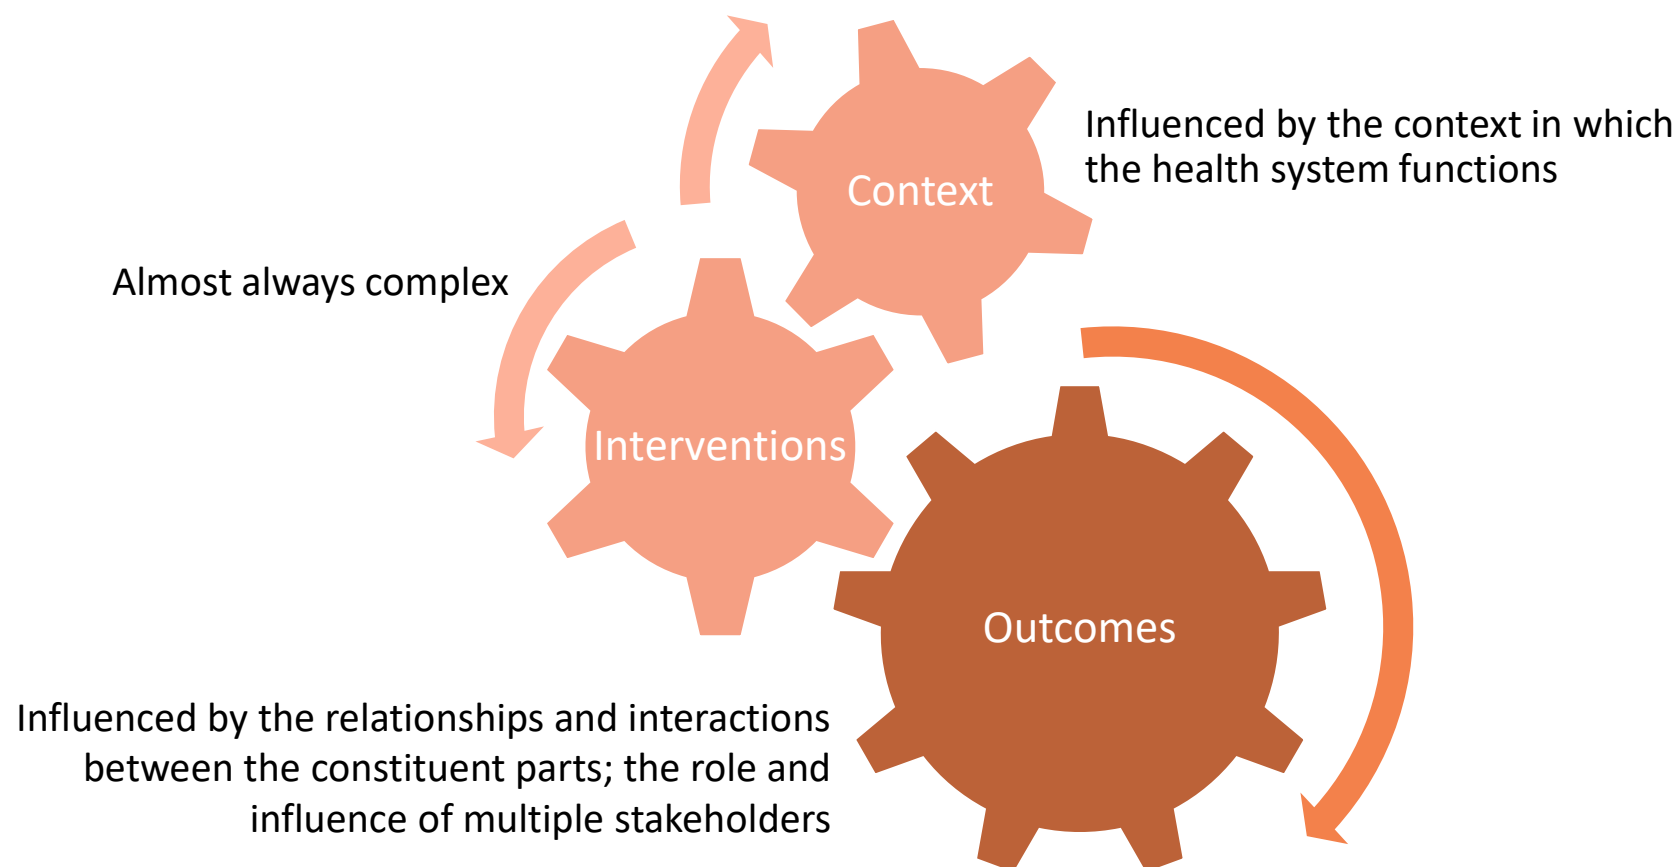 Context
Influenced by the context in which
the health system functions
Almost always complex
Interventions
Outcomes
Influenced by the relationships and interactions
between the constituent parts; the role and
influence of multiple stakeholders